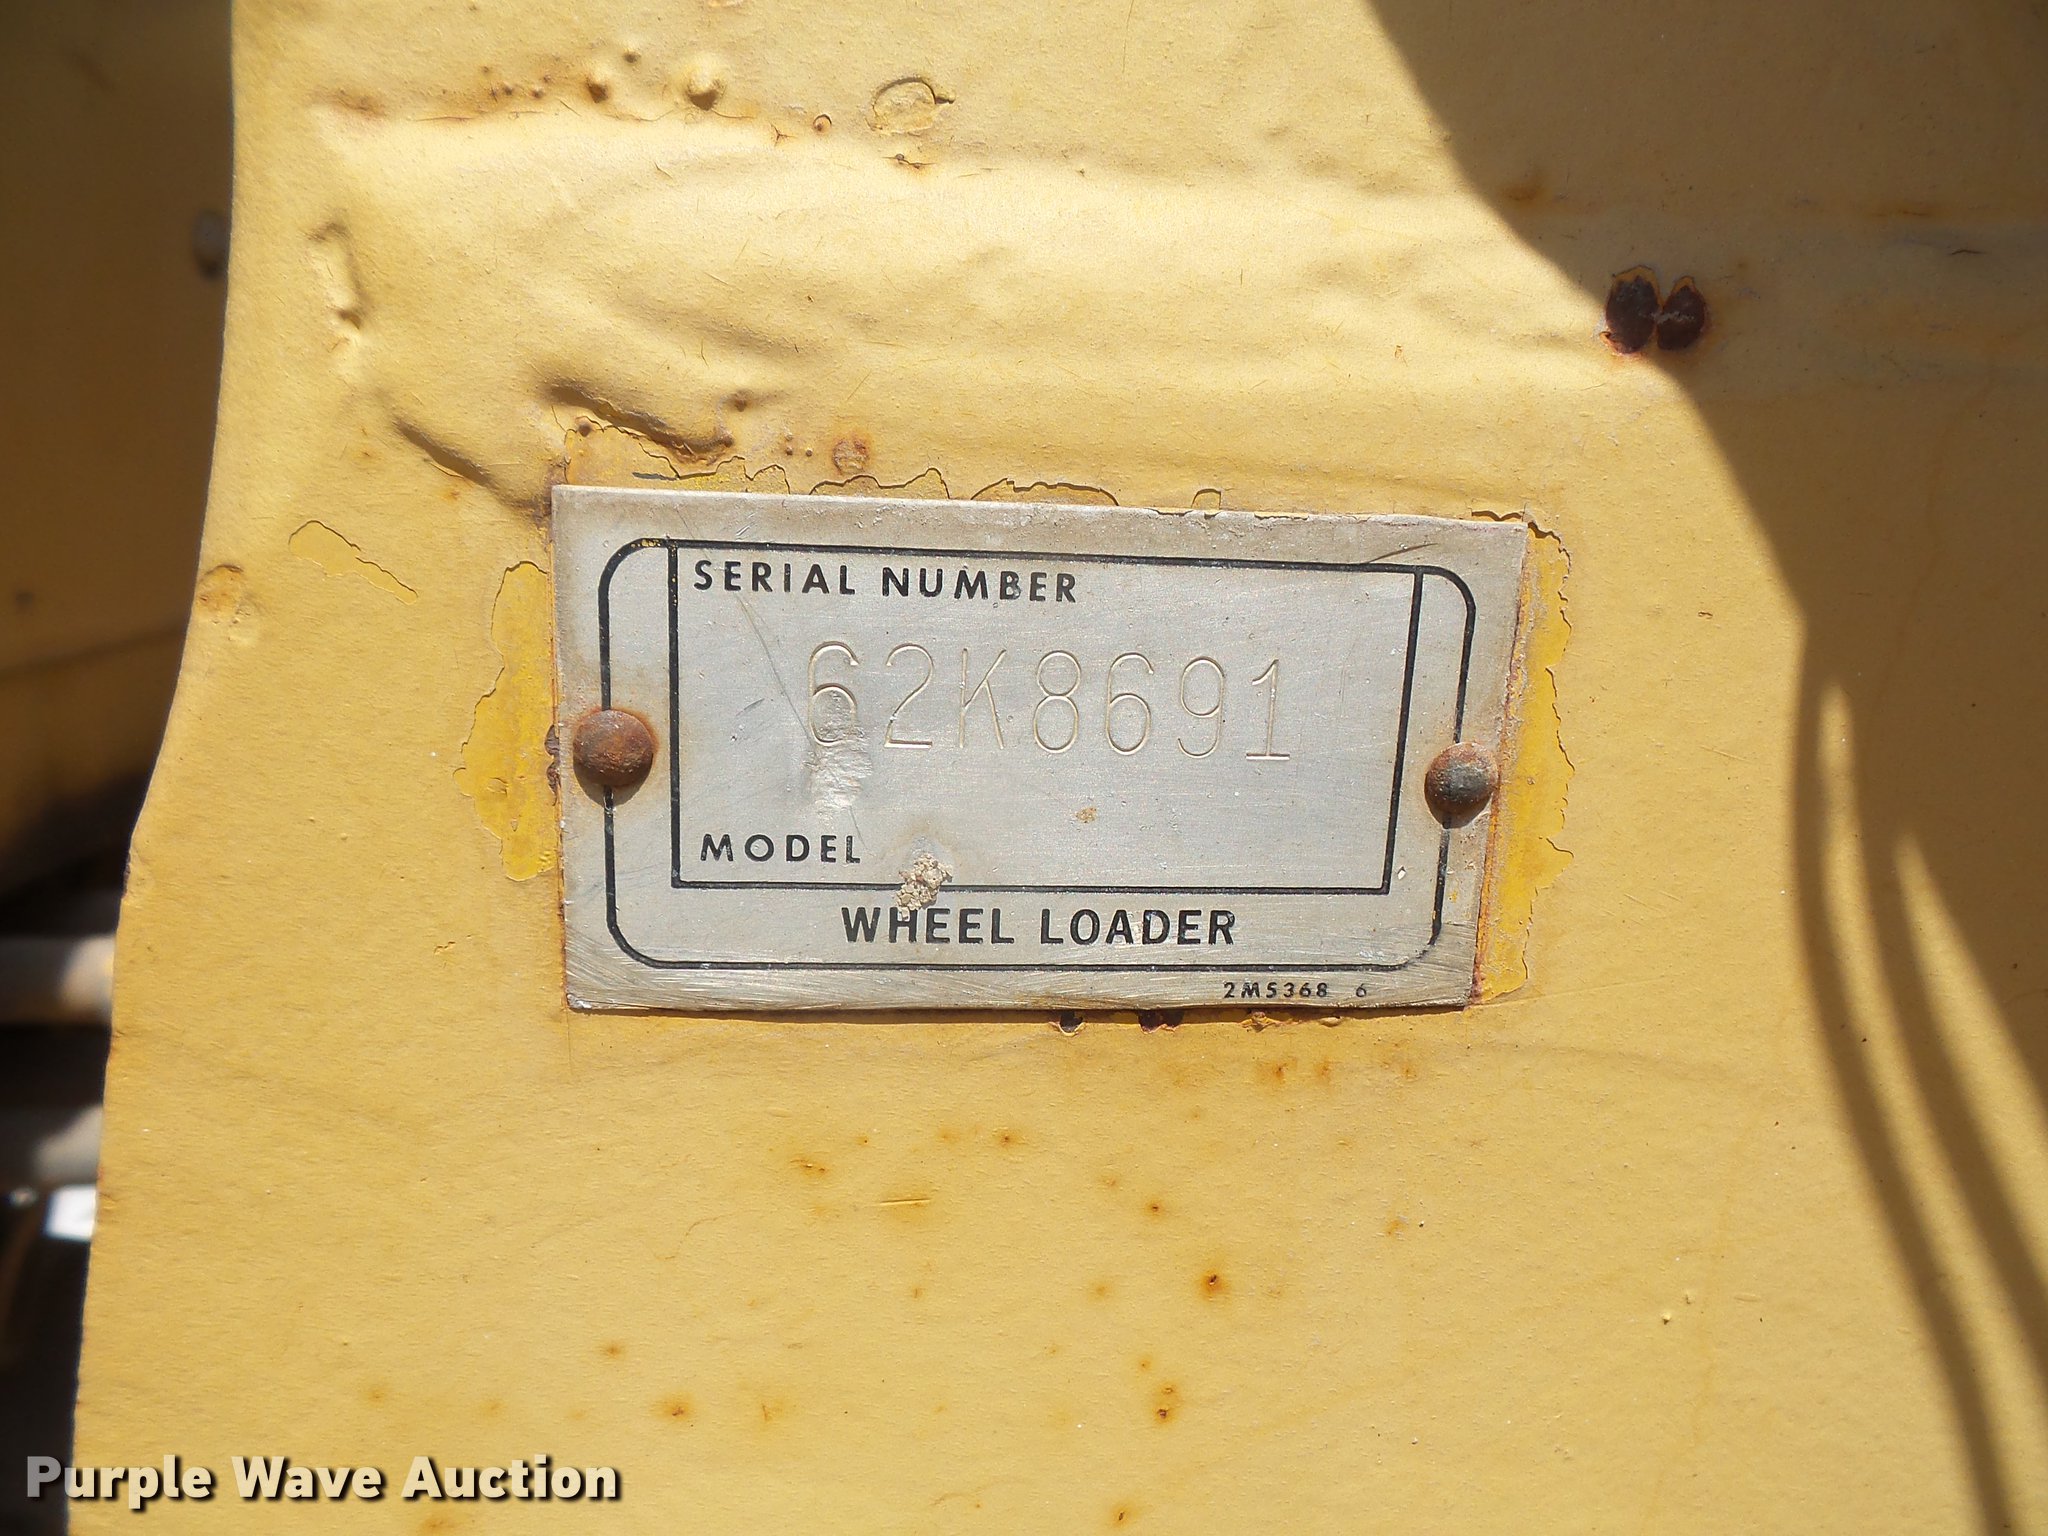 SERIAL NUMBER
62K8691
MODEL
WHEEL LOADER
2M5368 6
Purple Wave Auction